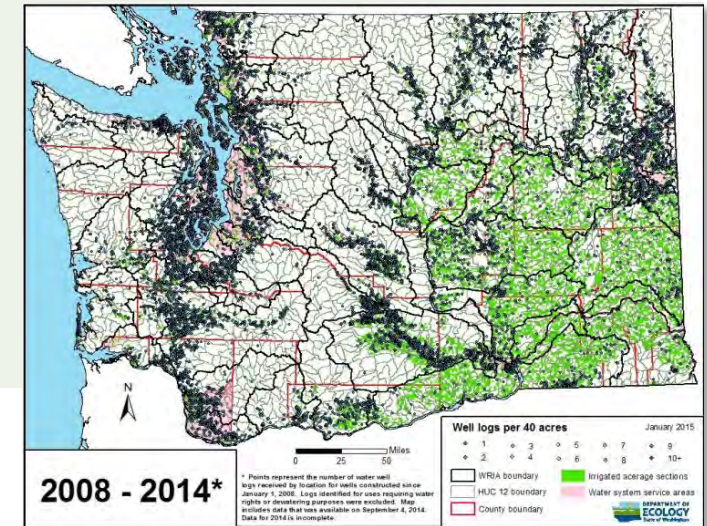 N
Miles
0 25 50
2008 - 2014*
* Points represent the number of water well
logs received by location for wells constructed since
January 1, 2008. Logs identified for uses requiring water
rights or dewatering purposes were excluded. Map
includes data that was available on September 4, 2014.
Data for 2014 is incomplete.
Well logs per 40 acres
January 2015
1 3 5 7 9
2 4 6 8 10+
WRIA boundary
Irrigated acerage sections
HUC 12 boundary
Water system service areas
County boundary
DEPARTMENT OF
ECOLOGY
State of Washington